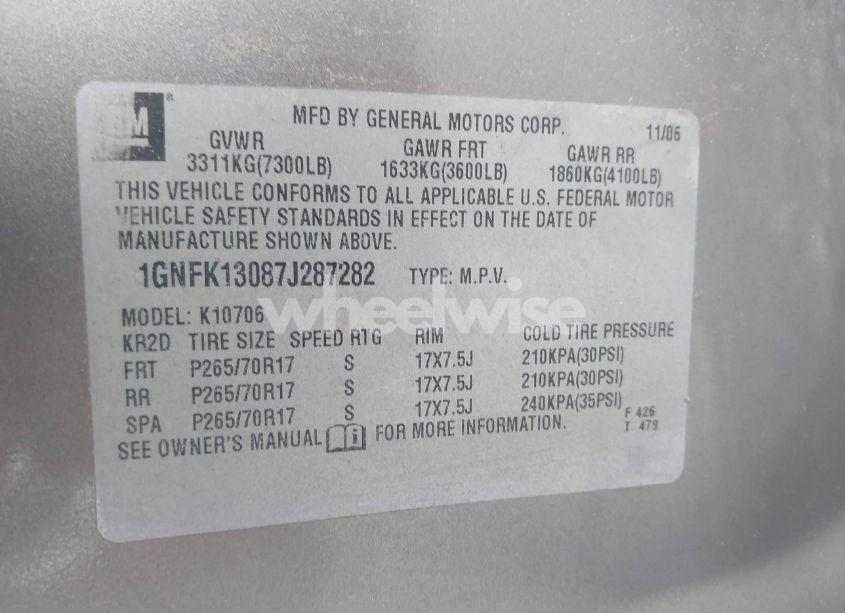 GM
MFD BY GENERAL MOTORS CORP. 11/06
GVWR GAWR FRT GAWR RR
3311KG(7300LB) 1633KG(3600LB) 1860KG(4100LB)
THIS VEHICLE CONFORMS TO ALL APPLICABLE U.S. FEDERAL MOTOR
VEHICLE SAFETY STANDARDS IN EFFECT ON THE DATE OF
MANUFACTURE SHOWN ABOVE.
1GNFK13087J287282 TYPE: M.P.V.
wheelwise
MODEL: K10706
KR2D TIRE SIZE SPEED RTG RIM COLD TIRE PRESSURE
FRT P265/70R17 S 17X7.5J 210KPA(30PSI)
RR P265/70R17 S 17X7.5J 210KPA(30PSI)
SPA P265/70R17 S 17X7.5J 240KPA(35PSI)
SEE OWNER'S MANUAL FOR MORE INFORMATION.
F 426
T 479